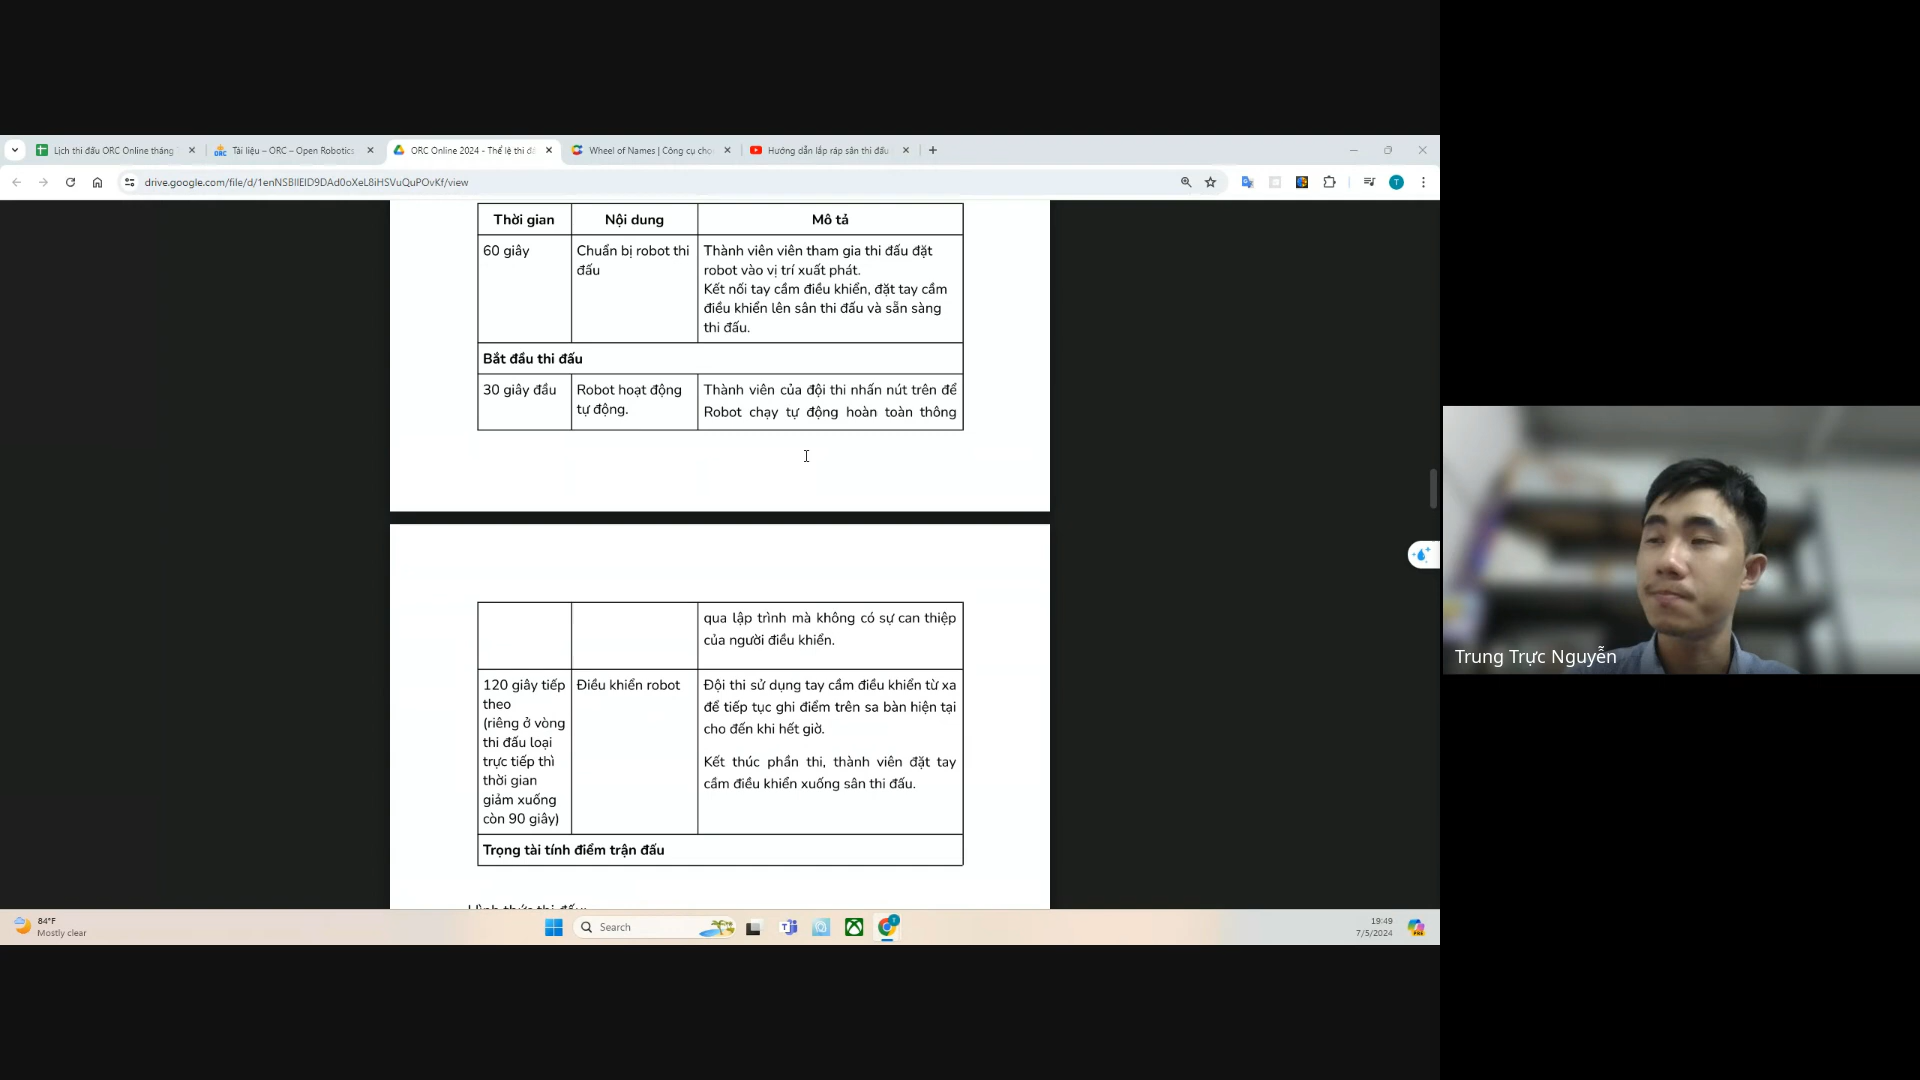 Lịch thi đấu ORC Online tháng
Tài liệu – ORC – Open Robotics
ORC Online 2024 - Thể lệ thi đấ
Wheel of Names | Công cụ cho
Hướng dẫn lắp ráp sân thi đấu
drive.google.com/file/d/1enNSBIlElD9DAd0oXeL8iHSVuQuPOvKf/view
Thời gian
Nội dung
Mô tả
60 giây
Chuẩn bị robot thi
đấu
Thành viên viên tham gia thi đấu đặt
robot vào vị trí xuất phát.
Kết nối tay cầm điều khiển, đặt tay cầm
điều khiển lên sân thi đấu và sẵn sàng
thi đấu.
Bắt đầu thi đấu
30 giây đầu
Robot hoạt động
tự động.
Thành viên của đội thi nhấn nút trên để
Robot chạy tự động hoàn toàn thông
qua lập trình mà không có sự can thiệp
của người điều khiển.
120 giây tiếp
theo
(riêng ở vòng
thi đấu loại
trực tiếp thì
thời gian
giảm xuống
còn 90 giây)
Điều khiển robot
Đội thi sử dụng tay cầm điều khiển từ xa
để tiếp tục ghi điểm trên sa bàn hiện tại
cho đến khi hết giờ.
Kết thúc phần thi, thành viên đặt tay
cầm điều khiển xuống sân thi đấu.
Trọng tài tính điểm trận đấu
Hình thức thi đấu:
Trung Trực Nguyễn
84°F
Mostly clear
Search
19:49
7/5/2024